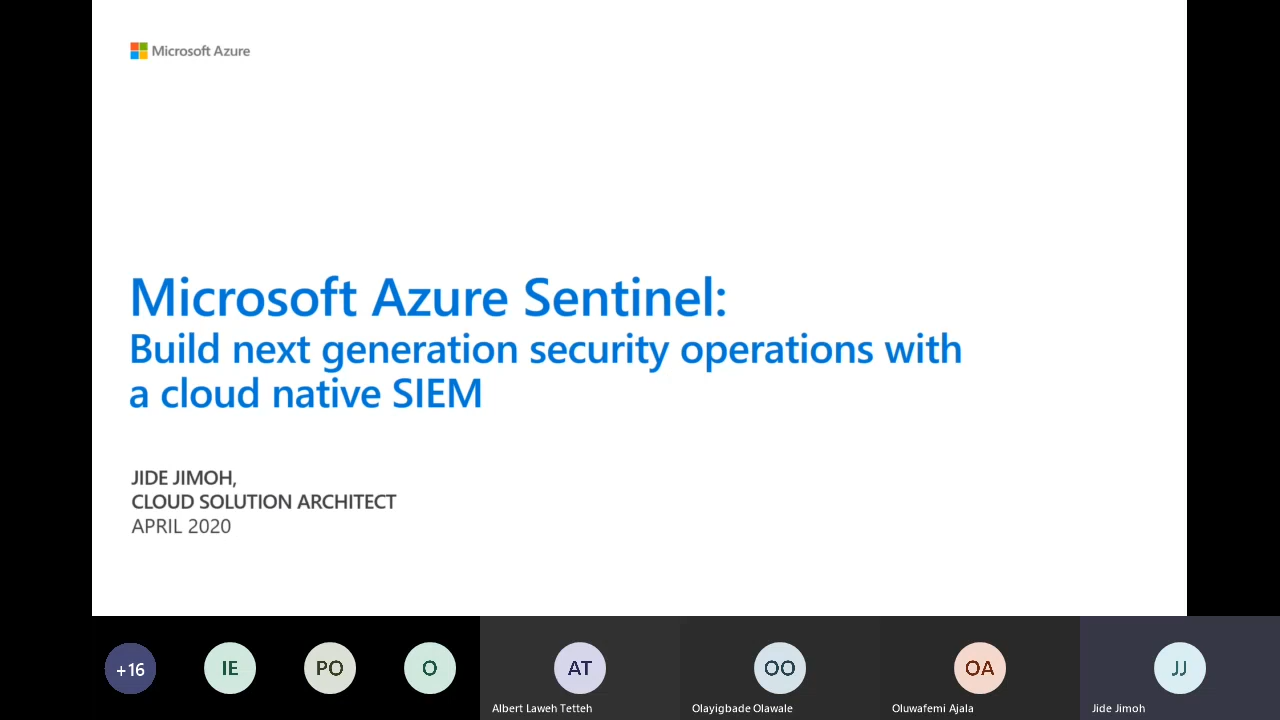 Microsoft Azure
Microsoft Azure Sentinel:
Build next generation security operations with
a cloud native SIEM
JIDE JIMOH,
CLOUD SOLUTION ARCHITECT
APRIL 2020
+16
IE
PO
O
AT
OO
OA
JJ
Albert Laweh Tetteh
Olayigbade Olawale
Oluwafemi Ajala
Jide Jimoh